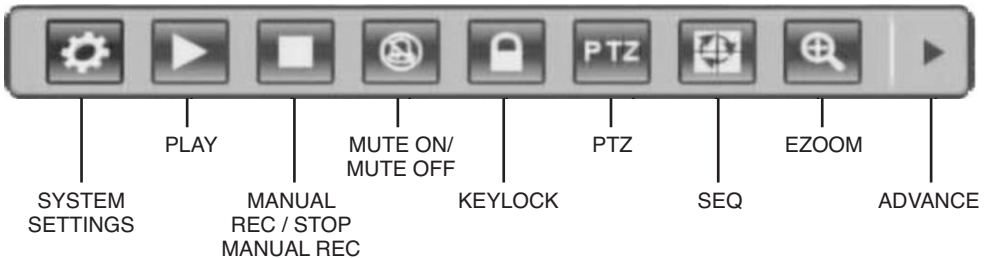 PTZ
PLAY
MUTE ON/
MUTE OFF
PTZ
EZOOM
SYSTEM
SETTINGS
MANUAL
REC / STOP
MANUAL REC
KEYLOCK
SEQ
ADVANCE